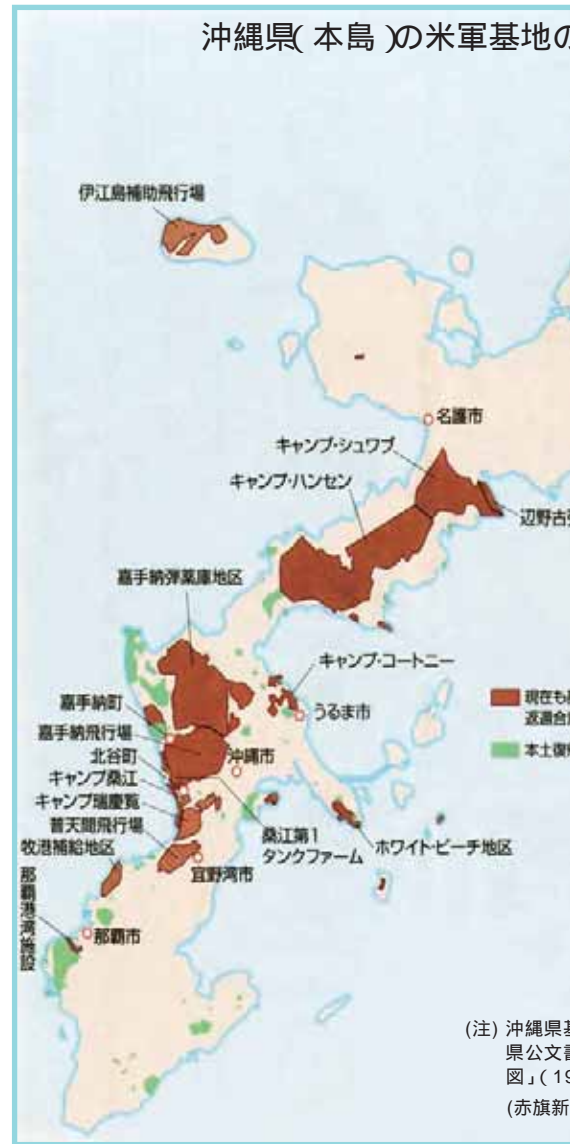 沖縄県(本島)の米軍基地の
伊江島補助飛行場
名護市
キャンプ・シュワブ
キャンプ・ハンセン
辺野古
嘉手納弾薬庫地区
キャンプ・コートニー
嘉手納町
うるま市
現在も
返還合
嘉手納飛行場
本土復
北谷町
沖縄市
キャンプ桑江
キャンプ瑞慶覧
普天間飛行場
桑江第1
タンクファーム
ホワイト・ビーチ地区
牧港補給地区
宜野湾市
那覇港湾施設
那覇市
(注) 沖縄県基
県公文書
図」(19
(赤旗新